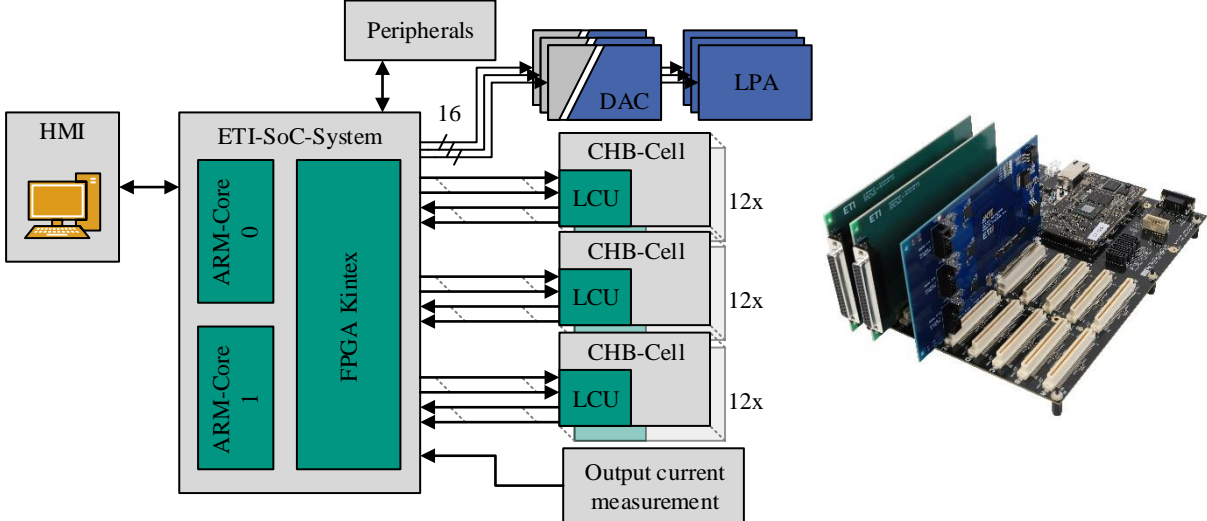 Peripherals
DAC
LPA
16
HMI
ETI-SoC-System
ARM-Core
0
ARM-Core
1
FPGA Kintex
CHB-Cell
LCU
12x
CHB-Cell
LCU
12x
CHB-Cell
LCU
12x
Output current
measurement
ETI
ETI
ETI